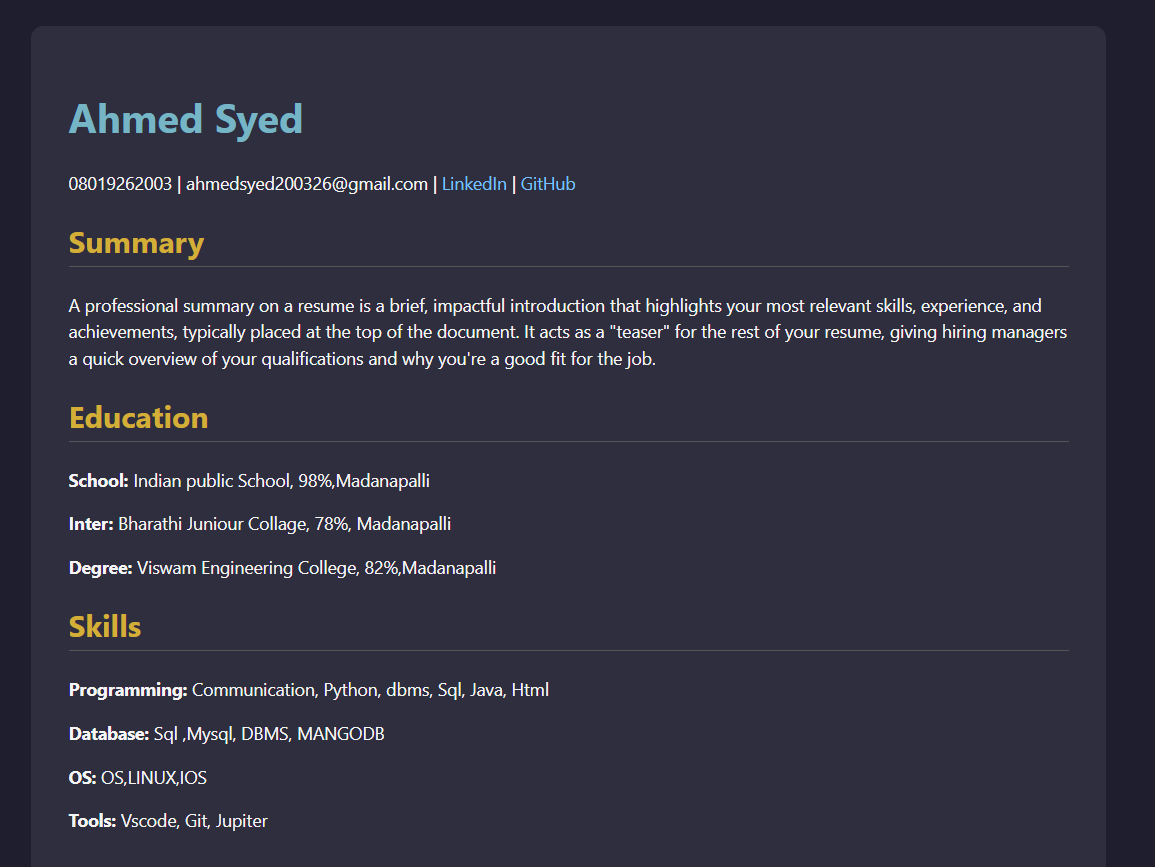 Ahmed Syed
08019262003 | ahmedsyed200326@gmail.com | LinkedIn | GitHub
Summary
A professional summary on a resume is a brief, impactful introduction that highlights your most relevant skills, experience, and
achievements, typically placed at the top of the document. It acts as a "teaser" for the rest of your resume, giving hiring managers
a quick overview of your qualifications and why you're a good fit for the job.
Education
School: Indian public School, 98%,Madanapalli
Inter: Bharathi Juniour Collage, 78%, Madanapalli
Degree: Viswam Engineering College, 82%,Madanapalli
Skills
Programming: Communication, Python, dbms, Sql, Java, Html
Database: Sql ,Mysql, DBMS, MANGODB
OS: OS,LINUX,IOS
Tools: Vscode, Git, Jupiter